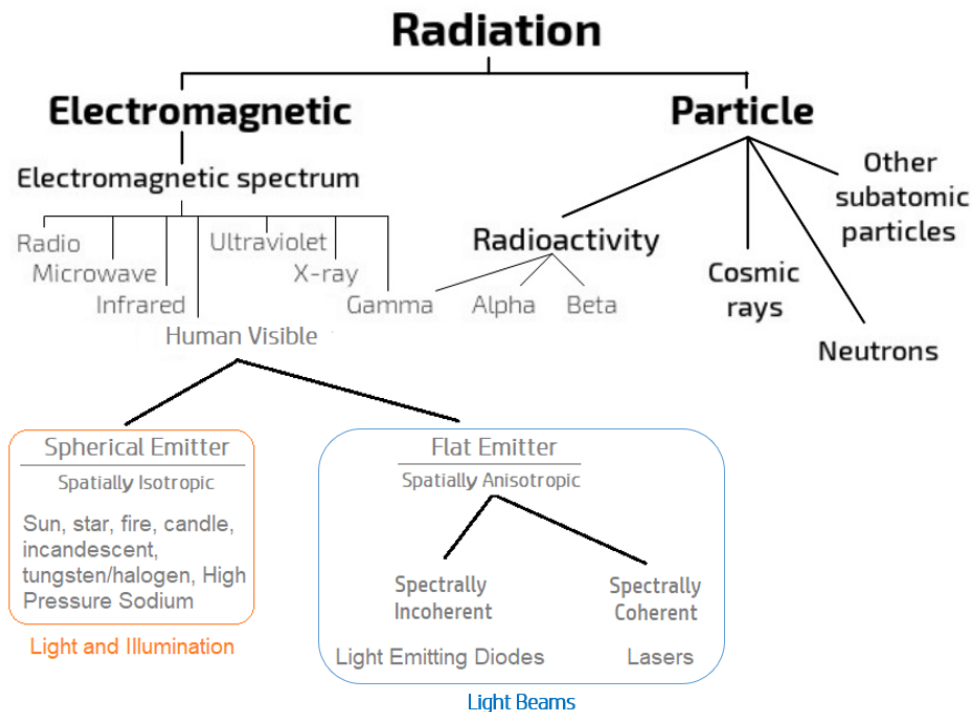 Radiation
Electromagnetic
Particle
Electromagnetic spectrum
Radio
Microwave
Infrared
Human Visible
Ultraviolet
X-ray
Gamma
Radioactivity
Alpha
Beta
Cosmic
rays
Neutrons
Other
subatomic
particles
Spherical Emitter
Spatially Isotropic
Sun, star, fire, candle,
incandescent,
tungsten/halogen, High
Pressure Sodium
Light and Illumination
Flat Emitter
Spatially Anisotropic
Spectrally
Incoherent
Light Emitting Diodes
Spectrally
Coherent
Lasers
Light Beams